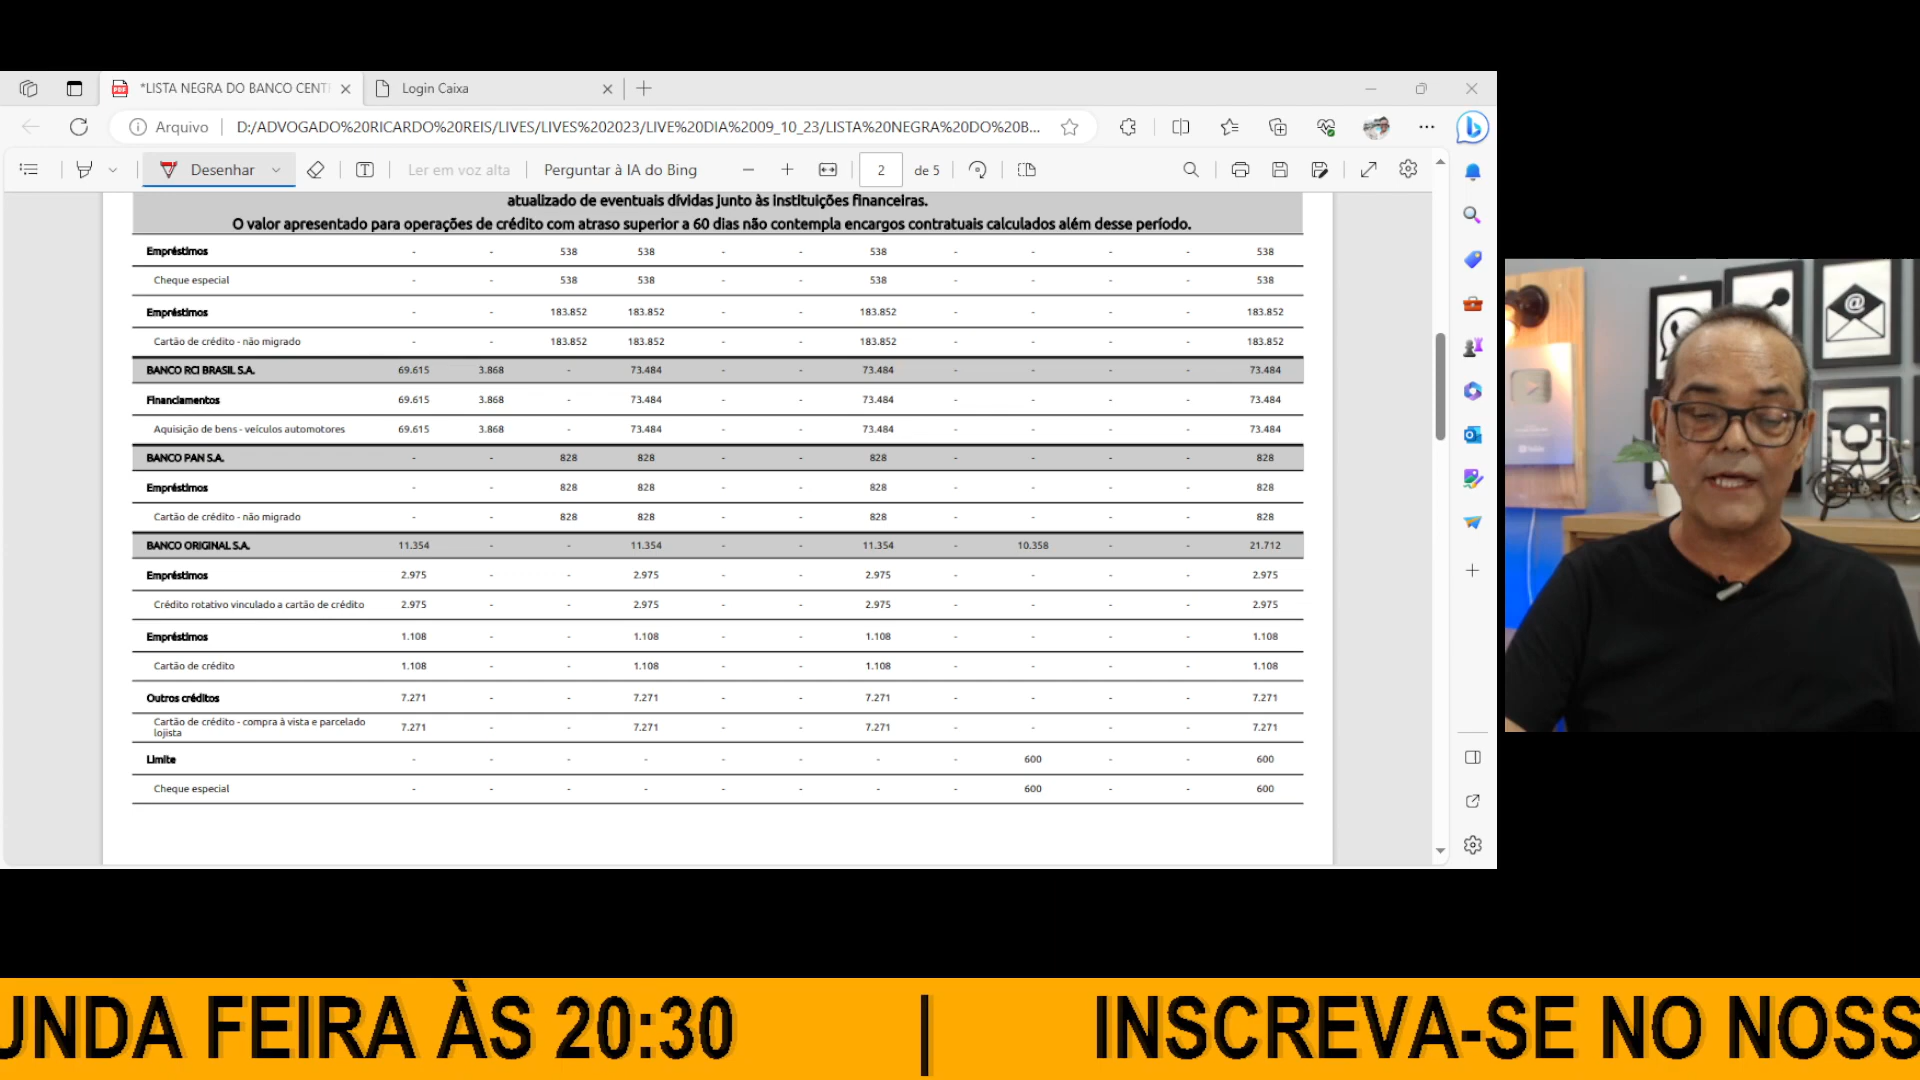 *LISTA NEGRA DO BANCO CENT
Login Caixa
Arquivo
D:/ADVOGADO%20RICARDO%20REIS/LIVES/LIVES%202023/LIVE%20DIA%2009_10_23/LISTA%20NEGRA%20DO%20B...
Desenhar
Ler em voz alta
Perguntar à IA do Bing
2 de 5
atualizado de eventuais dívidas junto às instituições financeiras.
O valor apresentado para operações de crédito com atraso superior a 60 dias não contempla encargos contratuais calculados além desse período.
Empréstimos - - 538 538 - - 538 - - - - 538
Cheque especial - - 538 538 - - 538 - - - - 538
Empréstimos - - 183.852 183.852 - - 183.852 - - - - 183.852
Cartão de crédito - não migrado - - 183.852 183.852 - - 183.852 - - - - 183.852
BANCO RCI BRASIL S.A. 69.615 3.868 - 73.484 - - 73.484 - - - - 73.484
Financiamentos 69.615 3.868 - 73.484 - - 73.484 - - - - 73.484
Aquisição de bens - veículos automotores 69.615 3.868 - 73.484 - - 73.484 - - - - 73.484
BANCO PAN S.A. - - 828 828 - - 828 - - - - 828
Empréstimos - - 828 828 - - 828 - - - - 828
Cartão de crédito - não migrado - - 828 828 - - 828 - - - - 828
BANCO ORIGINAL S.A. 11.354 - - 11.354 - - 11.354 - 10.358 - - 21.712
Empréstimos 2.975 - - 2.975 - - 2.975 - - - - 2.975
Crédito rotativo vinculado a cartão de crédito 2.975 - - 2.975 - - 2.975 - - - - 2.975
Empréstimos 1.108 - - 1.108 - - 1.108 - - - - 1.108
Cartão de crédito 1.108 - - 1.108 - - 1.108 - - - - 1.108
Outros créditos 7.271 - - 7.271 - - 7.271 - - - - 7.271
Cartão de crédito - compra à vista e parcelado
lojista 7.271 - - 7.271 - - 7.271 - - - - 7.271
Limite - - - - - - - - 600 - - 600
Cheque especial - - - - - - - - 600 - - 600
UNDA FEIRA ÀS 20:30 | INSCREVA-SE NO NOSS